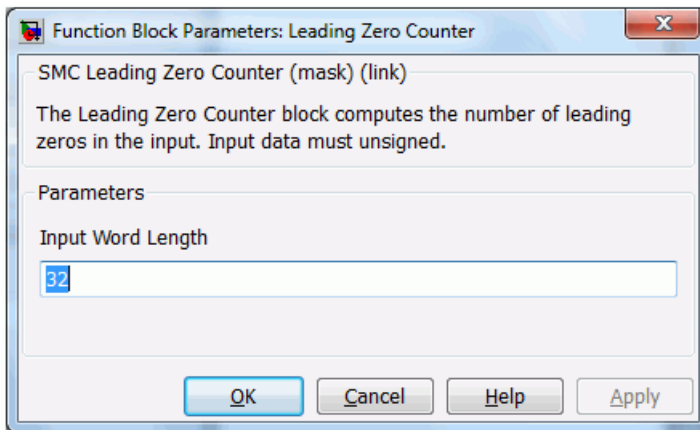 Function Block Parameters: Leading Zero Counter
SMC Leading Zero Counter (mask) (link)
The Leading Zero Counter block computes the number of leading
zeros in the input. Input data must unsigned.
Parameters
Input Word Length
32
OK Cancel Help Apply